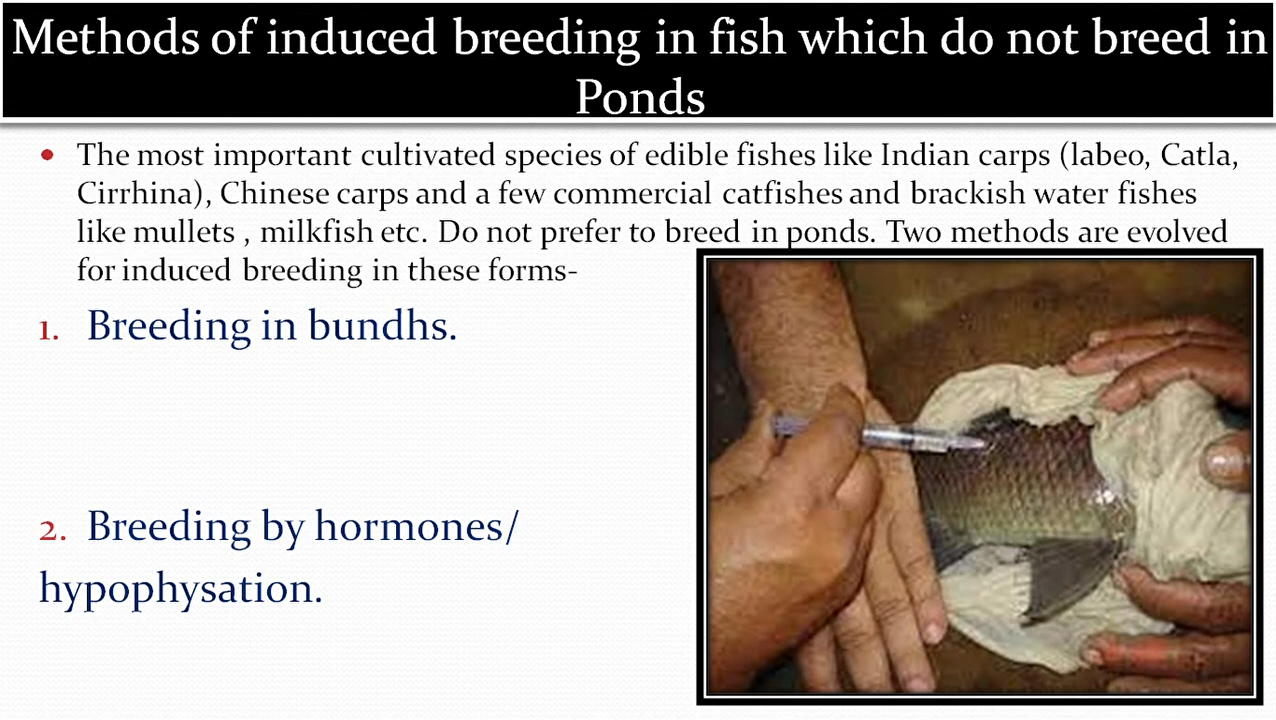 Methods of induced breeding in fish which do not breed in
Ponds
• The most important cultivated species of edible fishes like Indian carps (labeo, Catla,
Cirrhina), Chinese carps and a few commercial catfishes and brackish water fishes
like mullets , milkfish etc. Do not prefer to breed in ponds. Two methods are evolved
for induced breeding in these forms-
1. Breeding in bundhs.
2. Breeding by hormones/
hypophysation.